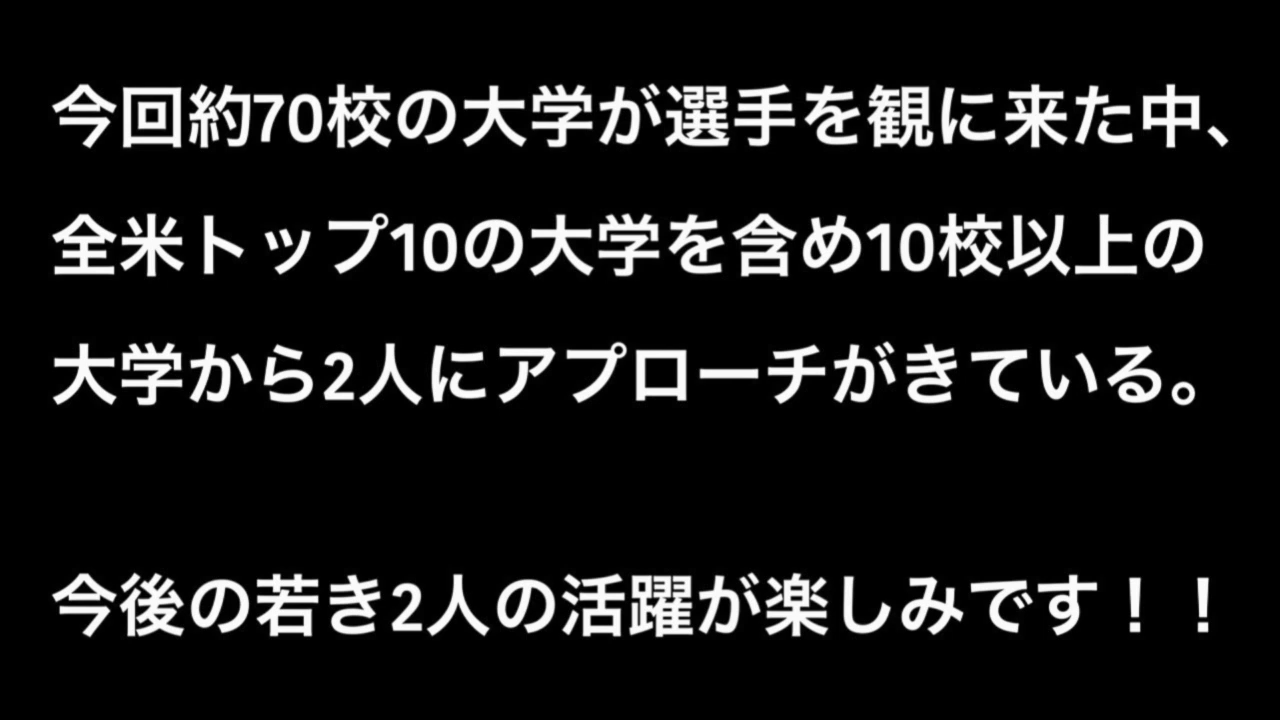 今回約70校の大学が選手を観に来た中、
全米トップ10の大学を含め10校以上の
大学から2人にアプローチがきている。
今後の若き2人の活躍が楽しみです！！